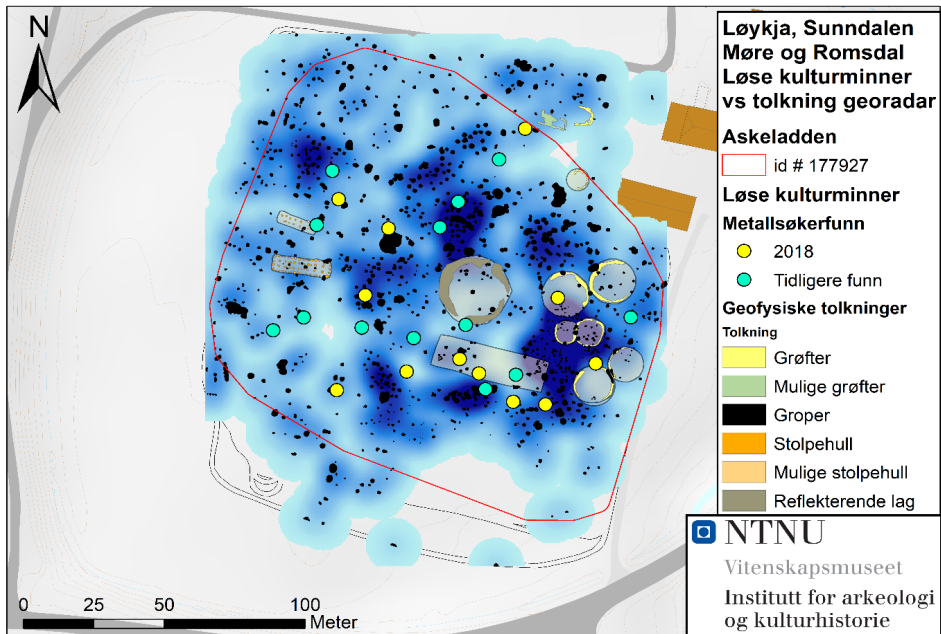 N
Løykja, Sunndalen
Møre og Romsdal
Løse kulturminner
vs tolkning georadar
Askeladden
id # 177927
Løse kulturminner
Metallsøkerfunn
2018
Tidligere funn
Geofysiske tolkninger
Tolkning
Grøfter
Mulige grøfter
Groper
Stolpehull
Mulige stolpehull
Reflekterende lag
NTNU
Vitenskapsmuseet
Institutt for arkeologi
og kulturhistorie
0 25 50 100
Meter